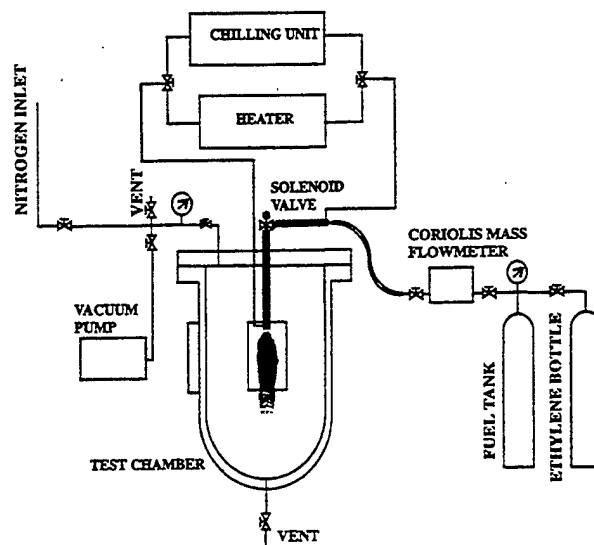 CHILLING UNIT
HEATER
NITROGEN INLET
VENT
SOLENOID
VALVE
CORIOLIS MASS
FLOWMETER
VACUUM
PUMP
FUEL TANK
ETHYLENE BOTTLE
TEST CHAMBER
VENT